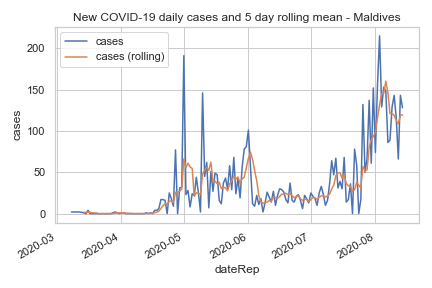 New COVID-19 daily cases and 5 day rolling mean - Maldives
cases
cases (rolling)
200
150
100
50
0
cases
2020-03
2020-04
2020-05
2020-06
2020-07
2020-08
dateRep